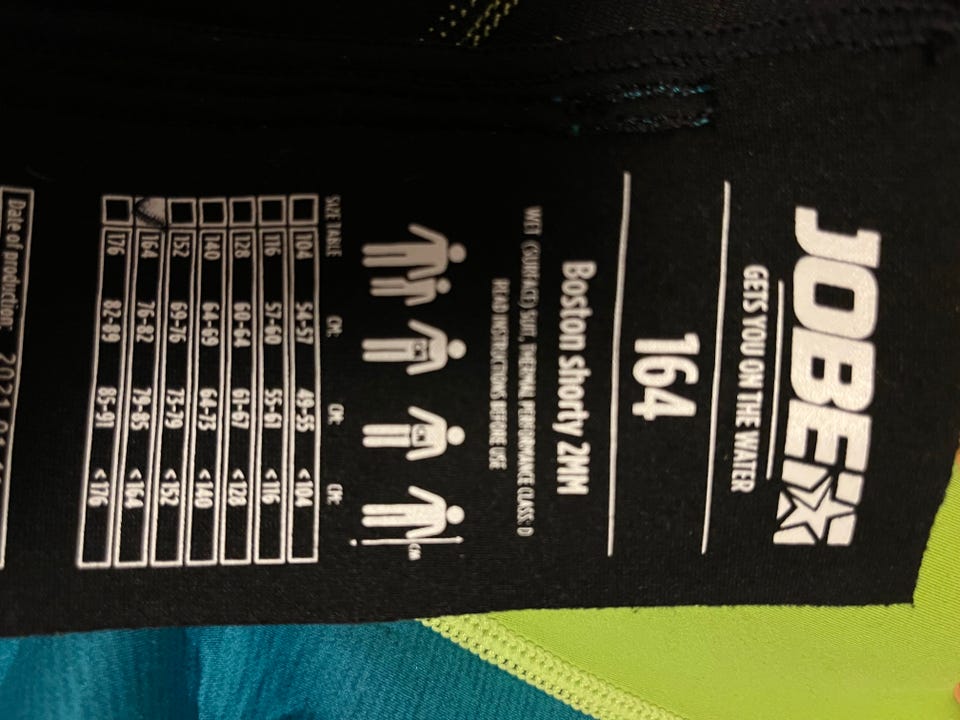 JOBE
GETS YOU ON THE WATER
164
Boston shorty 2MM
WET (SURFACE) SUIT, THERMAL PERFORMANCE CLASS: D
READ INSTRUCTIONS BEFORE USE
CM
SIZE TABLE CM: CM: CM:
104 54-57 49-55 <104
116 57-60 55-61 <116
128 60-64 61-67 <128
140 64-69 64-73 <140
152 69-76 73-79 <152
164 76-82 79-85 <164
176 82-89 85-91 <176
Date of production: